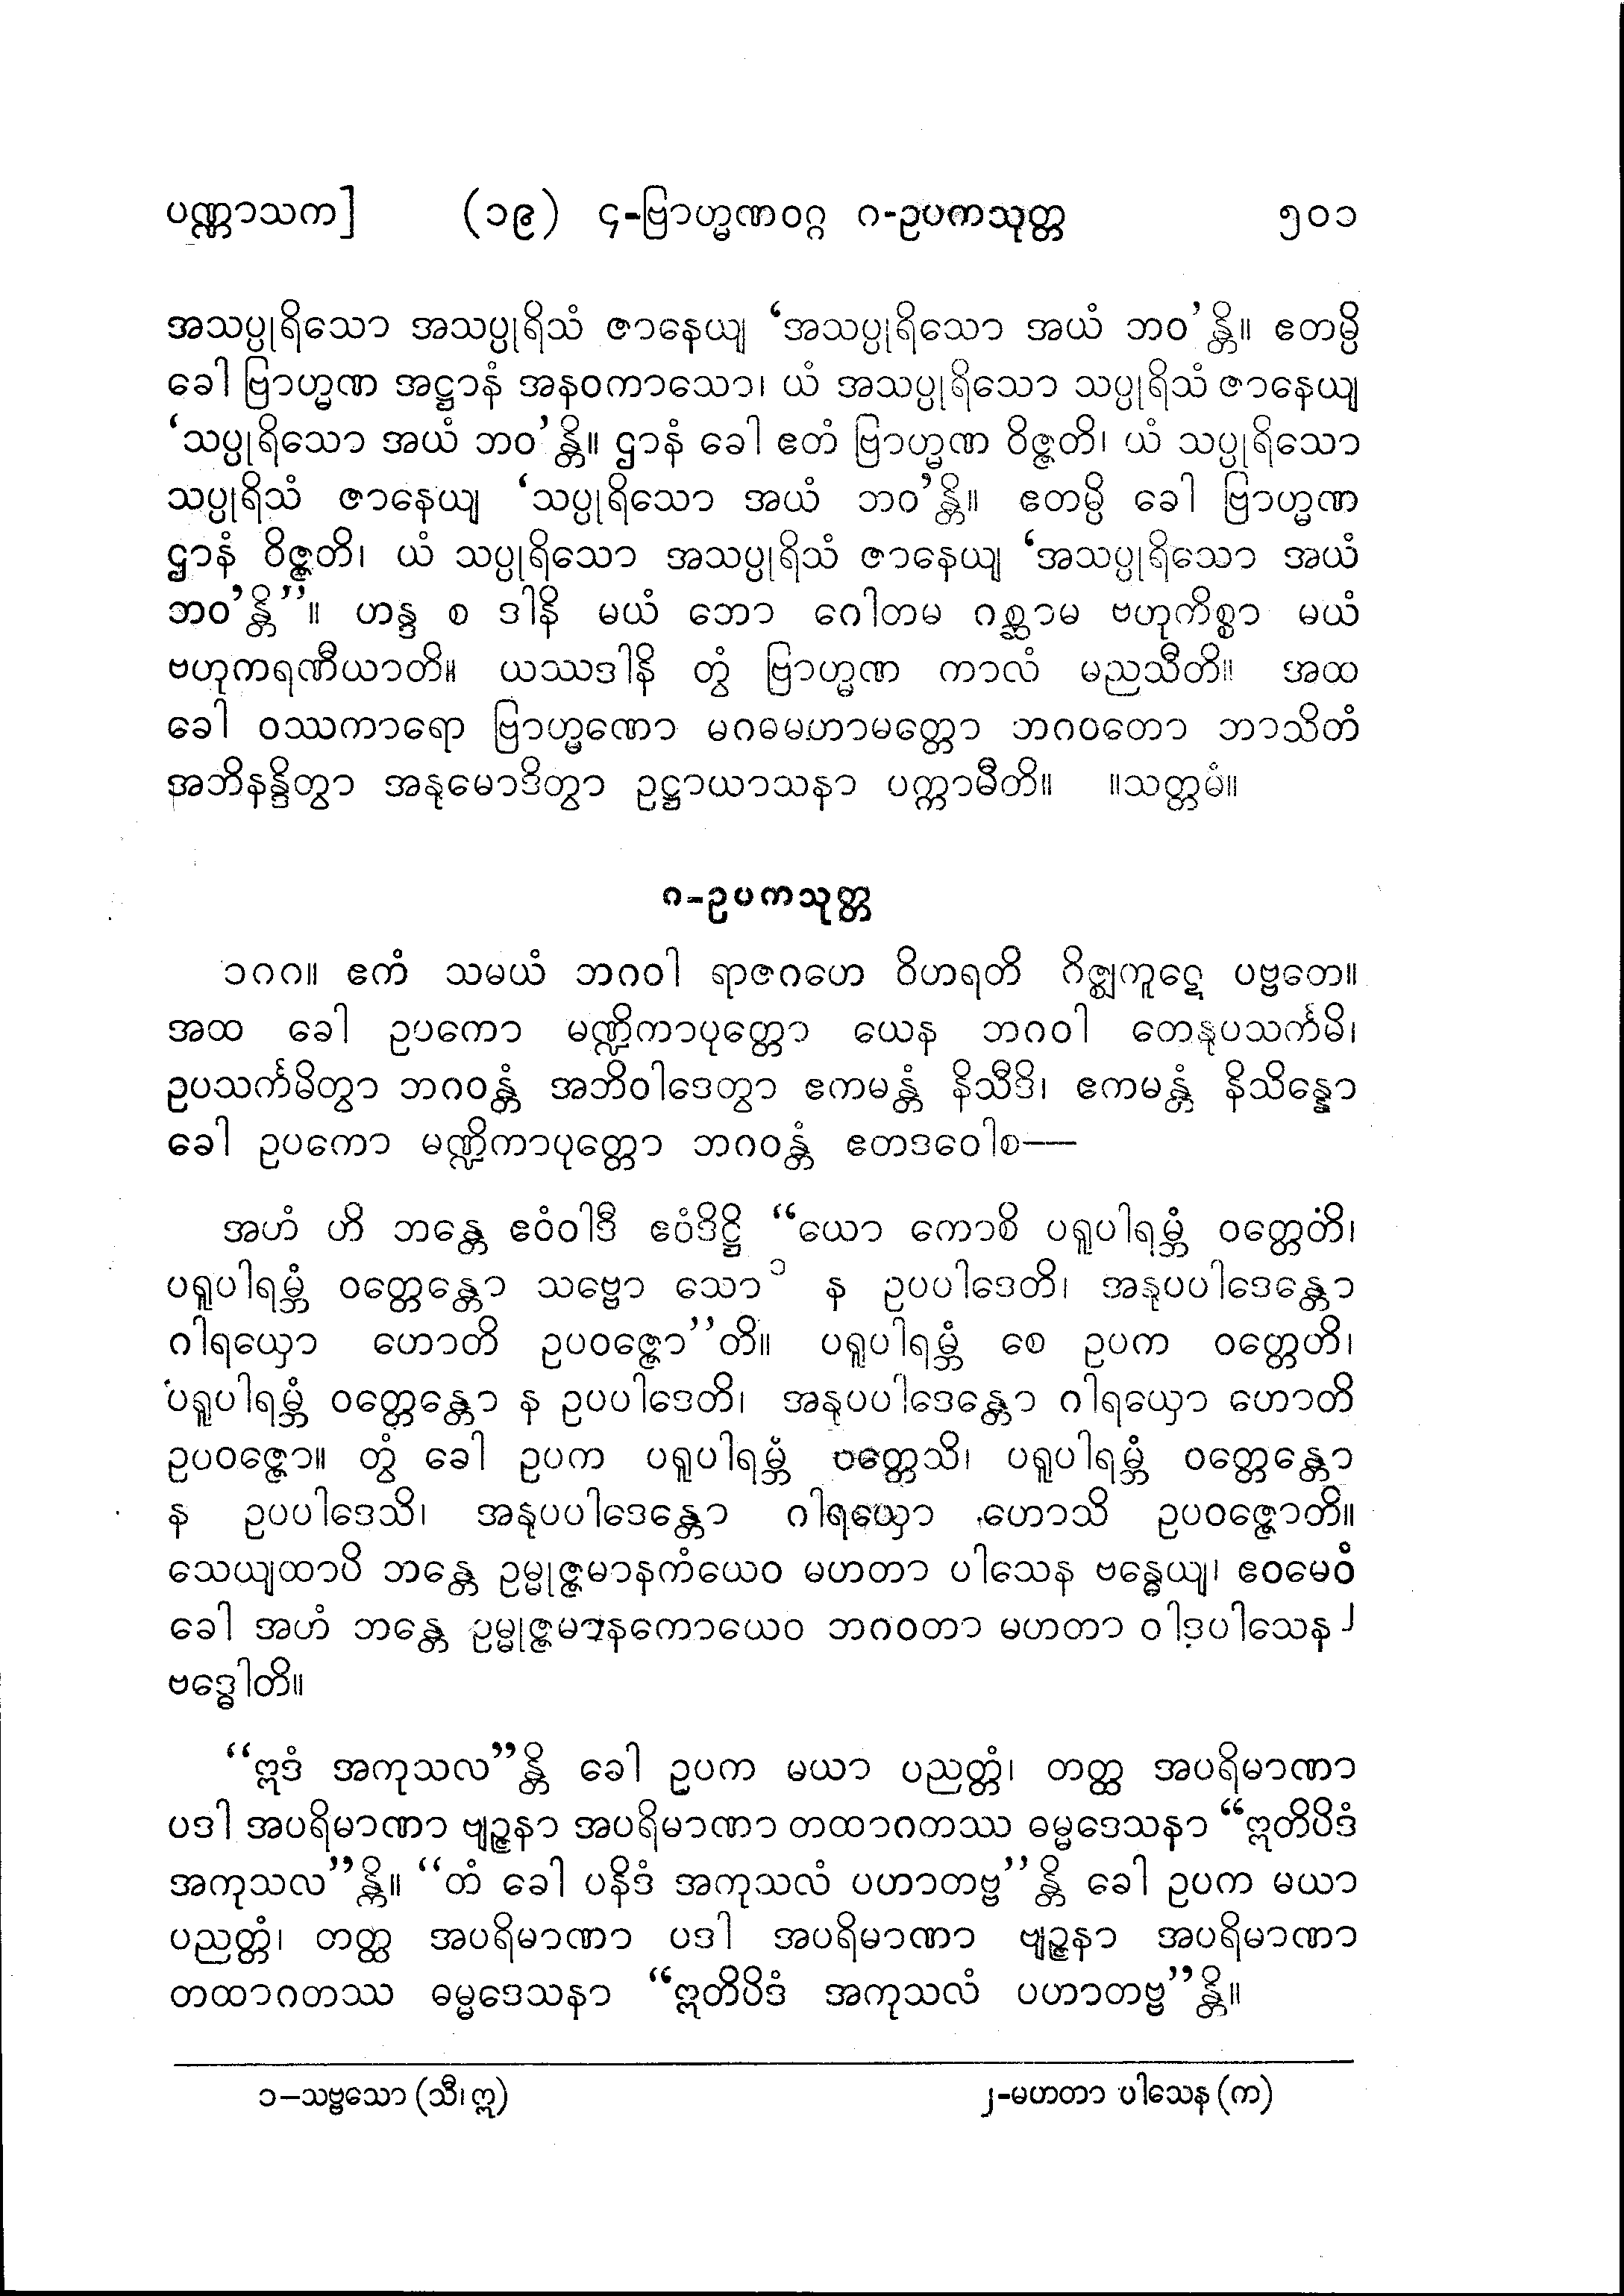 ပဏ္ဏာသက]     (၁၉) ၄-ဗြာဟ္မဏဝဂ္ဂ ဂ-ဥပကသုတ္တ     ၅၀၁
အသပ္ပုရိသော အသပ္ပုရိသံ ဇာနေယျ ‘အသပ္ပုရိသော အယံ ဘဝ’န္တိ။ ဧတမ္ပိ
ခေါ ဗြာဟ္မဏ အဋ္ဌာနံ အနဝကာသော၊ ယံ အသပ္ပုရိသော သပ္ပုရိသံ ဇာနေယျ
‘သပ္ပုရိသော အယံ ဘဝ’န္တိ။ ဌာနံ ခေါ ဧတံ ဗြာဟ္မဏ ဝိဇ္ဇတိ၊ ယံ သပ္ပုရိသော
သပ္ပုရိသံ ဇာနေယျ ‘သပ္ပုရိသော အယံ ဘဝ’န္တိ။ ဧတမ္ပိ ခေါ ဗြာဟ္မဏ
ဌာနံ ဝိဇ္ဇတိ၊ ယံ သပ္ပုရိသော အသပ္ပုရိသံ ဇာနေယျ ‘အသပ္ပုရိသော အယံ
ဘဝ’န္တိ”။ ဟန္ဒ စ ဒါနိ မယံ ဘော ဂေါတမ ဂစ္ဆာမ ဗဟုကိစ္စာ မယံ
ဗဟုကရဏီယာတိ။ ယဿဒါနိ တွံ ဗြာဟ္မဏ ကာလံ မညသီတိ။ အထ
ခေါ ဝဿကာရော ဗြာဟ္မဏော မဂဓမဟာမတ္တော ဘဂဝတော ဘာသိတံ
အဘိနန္ဒိတွာ အနုမောဒိတွာ ဥဋ္ဌာယာသနာ ပက္ကာမီတိ။ ။သတ္တမံ။
ဂ-ဥပကသုတ္တ
၁ဂဂ။ ဧကံ သမယံ ဘဂဝါ ရာဇဂဟေ ဝိဟရတိ ဂိဇ္ဈကူဋေ ပဗ္ဗတေ။
အထ ခေါ ဥပကော မဏ္ဍိကာပုတ္တော ယေန ဘဂဝါ တေနုပသင်္ကမိ၊
ဥပသင်္ကမိတွာ ဘဂဝန္တံ အဘိဝါဒေတွာ ဧကမန္တံ နိသီဒိ၊ ဧကမန္တံ နိသိန္နော
ခေါ ဥပကော မဏ္ဍိကာပုတ္တော ဘဂဝန္တံ ဧတဒဝေါစ—
အဟံ ဟိ ဘန္တေ ဧဝံဝါဒီ ဧဝံဒိဋ္ဌိ “ယော ကောစိ ပရူပါရမ္ဘံ ဝတ္တေတိ၊
ပရူပါရမ္ဘံ ဝတ္တေန္တော သဗ္ဗော သော၁ န ဥပပါဒေတိ၊ အနုပပါဒေန္တော
ဂါရယှော ဟောတိ ဥပဝဇ္ဇော”တိ။ ပရူပါရမ္ဘံ စေ ဥပက ဝတ္တေတိ၊
ပရူပါရမ္ဘံ ဝတ္တေန္တော န ဥပပါဒေတိ၊ အနုပပါဒေန္တော ဂါရယှော ဟောတိ
ဥပဝဇ္ဇော။ တွံ ခေါ ဥပက ပရူပါရမ္ဘံ ဝတ္တေသိ၊ ပရူပါရမ္ဘံ ဝတ္တေန္တော
န ဥပပါဒေသိ၊ အနုပပါဒေန္တော ဂါရယှော ဟောသိ ဥပဝဇ္ဇောတိ။
သေယျထာပိ ဘန္တေ ဥမ္မုဇ္ဇမာနကံယေဝ မဟတာ ပါသေန ဗန္ဓေယျ၊ ဧဝမေဝံ
ခေါ အဟံ ဘန္တေ ဥမ္မုဇ္ဇမာနကောယေဝ ဘဂဝတာ မဟတာ ဝါဒပါသေန၂
ဗဒ္ဓေါတိ။
“ဣဒံ အကုသလ”န္တိ ခေါ ဥပက မယာ ပညတ္တံ၊ တတ္ထ အပရိမာဏာ
ပဒါ အပရိမာဏာ ဗျဉ္ဇနာ အပရိမာဏာ တထာဂတဿ ဓမ္မဒေသနာ “ဣတိပိဒံ
အကုသလ”န္တိ။ “တံ ခေါ ပနိဒံ အကုသလံ ပဟာတဗ္ဗ”န္တိ ခေါ ဥပက မယာ
ပညတ္တံ၊ တတ္ထ အပရိမာဏာ ပဒါ အပရိမာဏာ ဗျဉ္ဇနာ အပရိမာဏာ
တထာဂတဿ ဓမ္မဒေသနာ “ဣတိပိဒံ အကုသလံ ပဟာတဗ္ဗ”န္တိ။
၁–သဗ္ဗသော (သီ၊ ဣ)     ၂-မဟတာ ပါသေန (က)